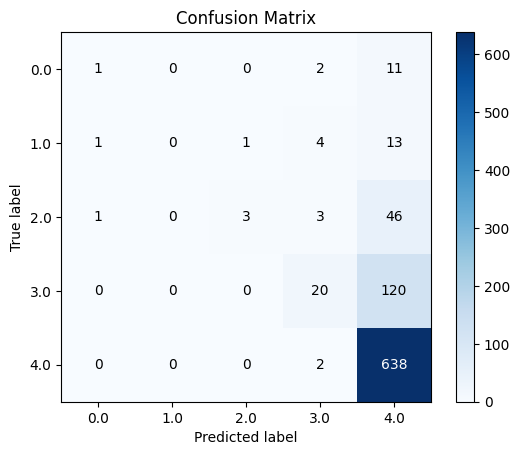 Confusion Matrix
0.0 1 0 0 2 11
1.0 1 0 1 4 13
2.0 1 0 3 3 46
3.0 0 0 0 20 120
4.0 0 0 0 2 638
0.0 1.0 2.0 3.0 4.0
Predicted label
True label
600
500
400
300
200
100
0